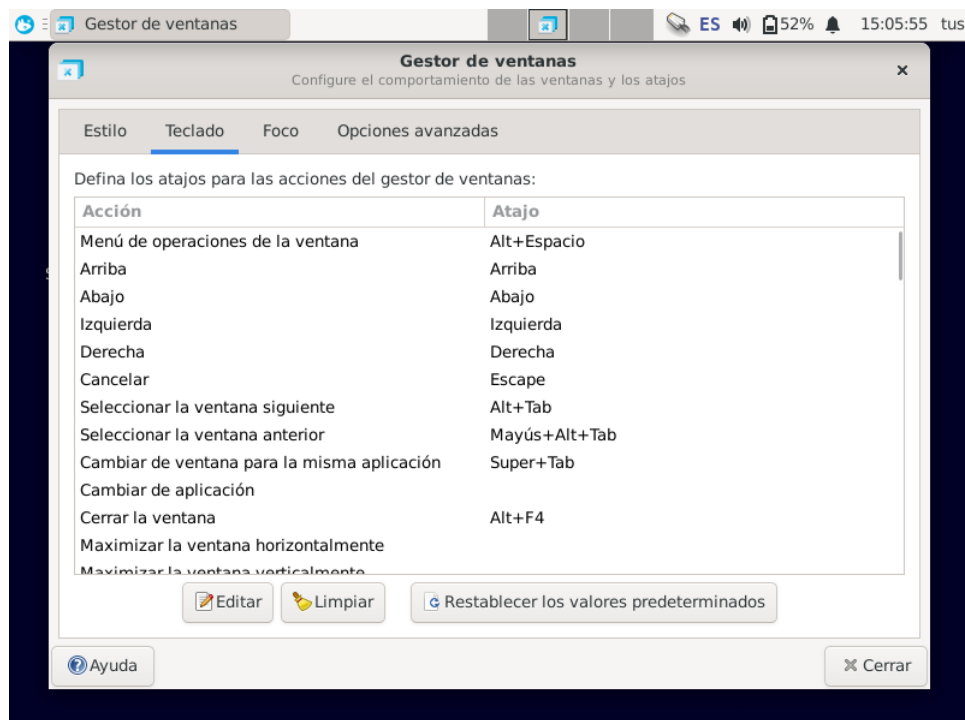 Gestor de ventanas
ES 52% 15:05:55 tus
Gestor de ventanas
Configure el comportamiento de las ventanas y los atajos
Estilo Teclado Foco Opciones avanzadas
Defina los atajos para las acciones del gestor de ventanas:
Acción Atajo
Menú de operaciones de la ventana Alt+Espacio
Arriba Arriba
Abajo Abajo
Izquierda Izquierda
Derecha Derecha
Cancelar Escape
Seleccionar la ventana siguiente Alt+Tab
Seleccionar la ventana anterior Mayús+Alt+Tab
Cambiar de ventana para la misma aplicación Super+Tab
Cambiar de aplicación
Cerrar la ventana Alt+F4
Maximizar la ventana horizontalmente
Maximizar la ventana verticalmente
Editar Limpiar Restablecer los valores predeterminados
Ayuda Cerrar